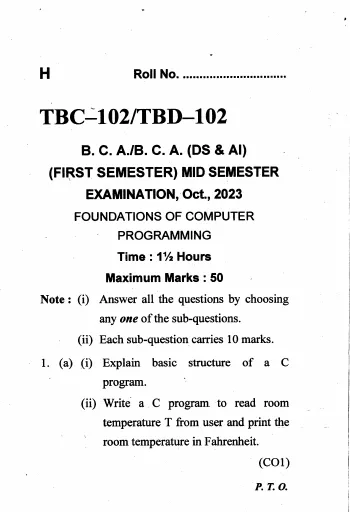 H Roll No. ...............................
TBC–102/TBD–102
B. C. A./B. C. A. (DS & AI)
(FIRST SEMESTER) MID SEMESTER
EXAMINATION, Oct., 2023
FOUNDATIONS OF COMPUTER
PROGRAMMING
Time : 1½ Hours
Maximum Marks : 50
Note : (i) Answer all the questions by choosing
any one of the sub-questions.
(ii) Each sub-question carries 10 marks.
1. (a) (i) Explain basic structure of a C
program.
(ii) Write a C program to read room
temperature T from user and print the
room temperature in Fahrenheit.
(CO1)
P. T. O.